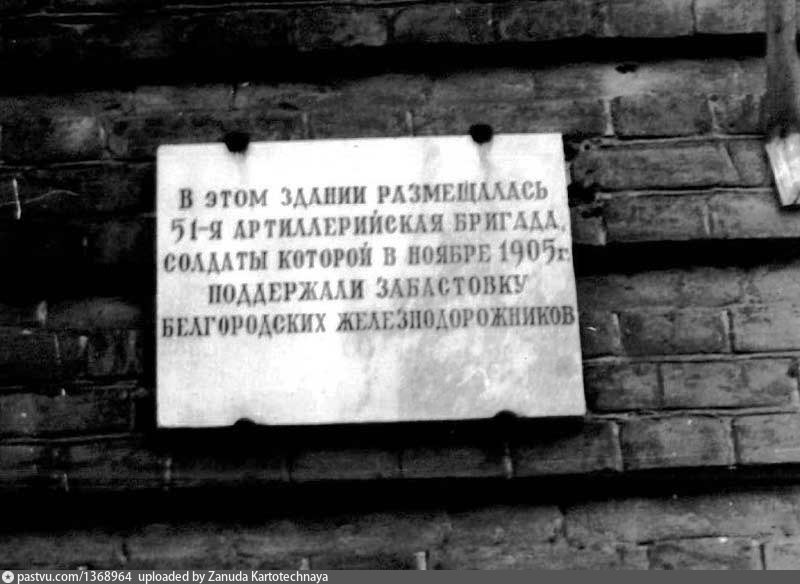 В ЭТОМ ЗДАНИИ РАЗМЕЩАЛАСЬ
51-Я АРТИЛЛЕРИЙСКАЯ БРИГАДА,
СОЛДАТЫ КОТОРОЙ В НОЯБРЕ 1905г.
ПОДДЕРЖАЛИ ЗАБАСТОВКУ
БЕЛГОРОДСКИХ ЖЕЛЕЗНОДОРОЖНИКОВ
pastvu.com/1368964 uploaded by Zanuda Kartotechnaya